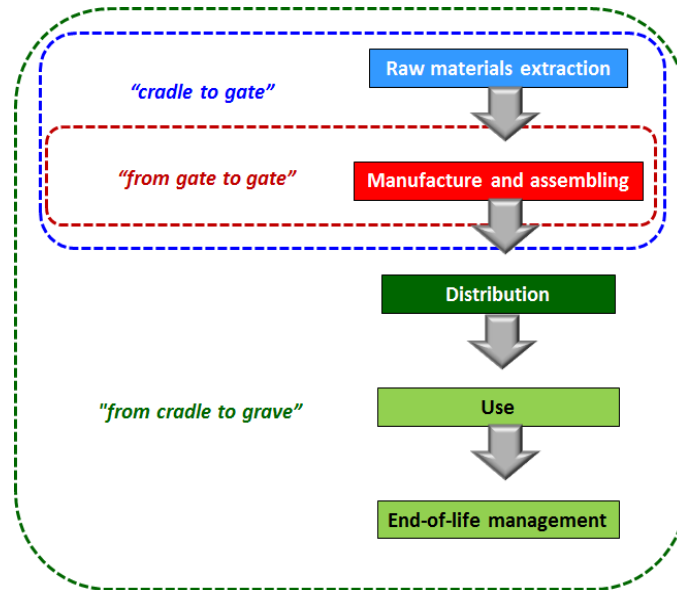 Raw materials extraction
“cradle to gate”
“from gate to gate”
Manufacture and assembling
Distribution
"from cradle to grave”
Use
End-of-life management